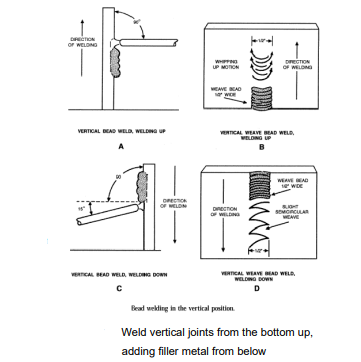 90°
DIRECTION
OF WELDING
VERTICAL BEAD WELD, WELDING UP
A
1/2"
WHIPPING
UP MOTION
DIRECTION
OF WELDING
WEAVE BEAD
1/2" WIDE
VERTICAL WEAVE BEAD WELD,
WELDING UP
B
90
15°
DIRECTION
OF WELDIN
VERTICAL BEAD WELD, WELDING DOWN
C
WEAVE BEAD
1/2" WIDE
DIRECTION
OF
WELDING
SLIGHT
SEMICIRCULAR
WEAVE
1/2"
VERTICAL WEAVE BEAD WELD,
WELDING DOWN
D
Bead welding in the vertical position.
Weld vertical joints from the bottom up,
adding filler metal from below